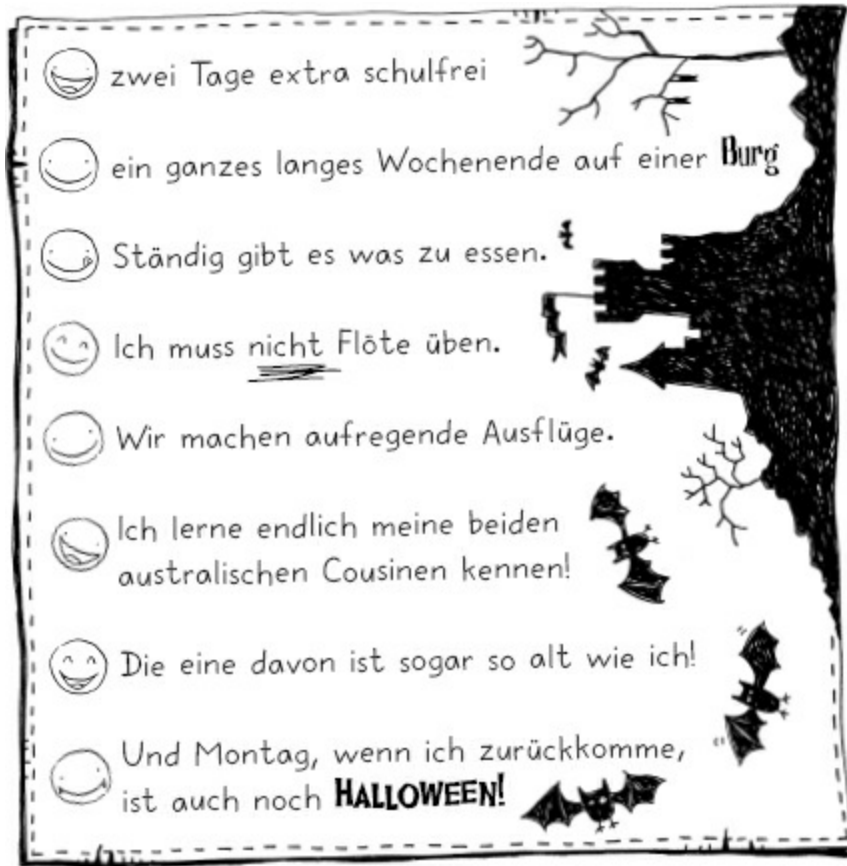 zwei Tage extra schulfrei
ein ganzes langes Wochenende auf einer Burg
Ständig gibt es was zu essen.
Ich muss nicht Flöte üben.
Wir machen aufregende Ausflüge.
Ich lerne endlich meine beiden
australischen Cousinen kennen!
Die eine davon ist sogar so alt wie ich!
Und Montag, wenn ich zurückkomme,
ist auch noch HALLOWEEN!